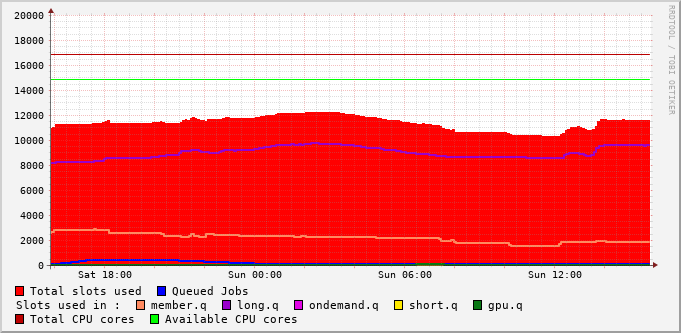 RRDTOOL / TOBI OETIKER
20000
18000
16000
14000
12000
10000
8000
6000
4000
2000
0
Sat 18:00 Sun 00:00 Sun 06:00 Sun 12:00
Total slots used Queued Jobs
Slots used in : member.q long.q ondemand.q short.q gpu.q
Total CPU cores Available CPU cores